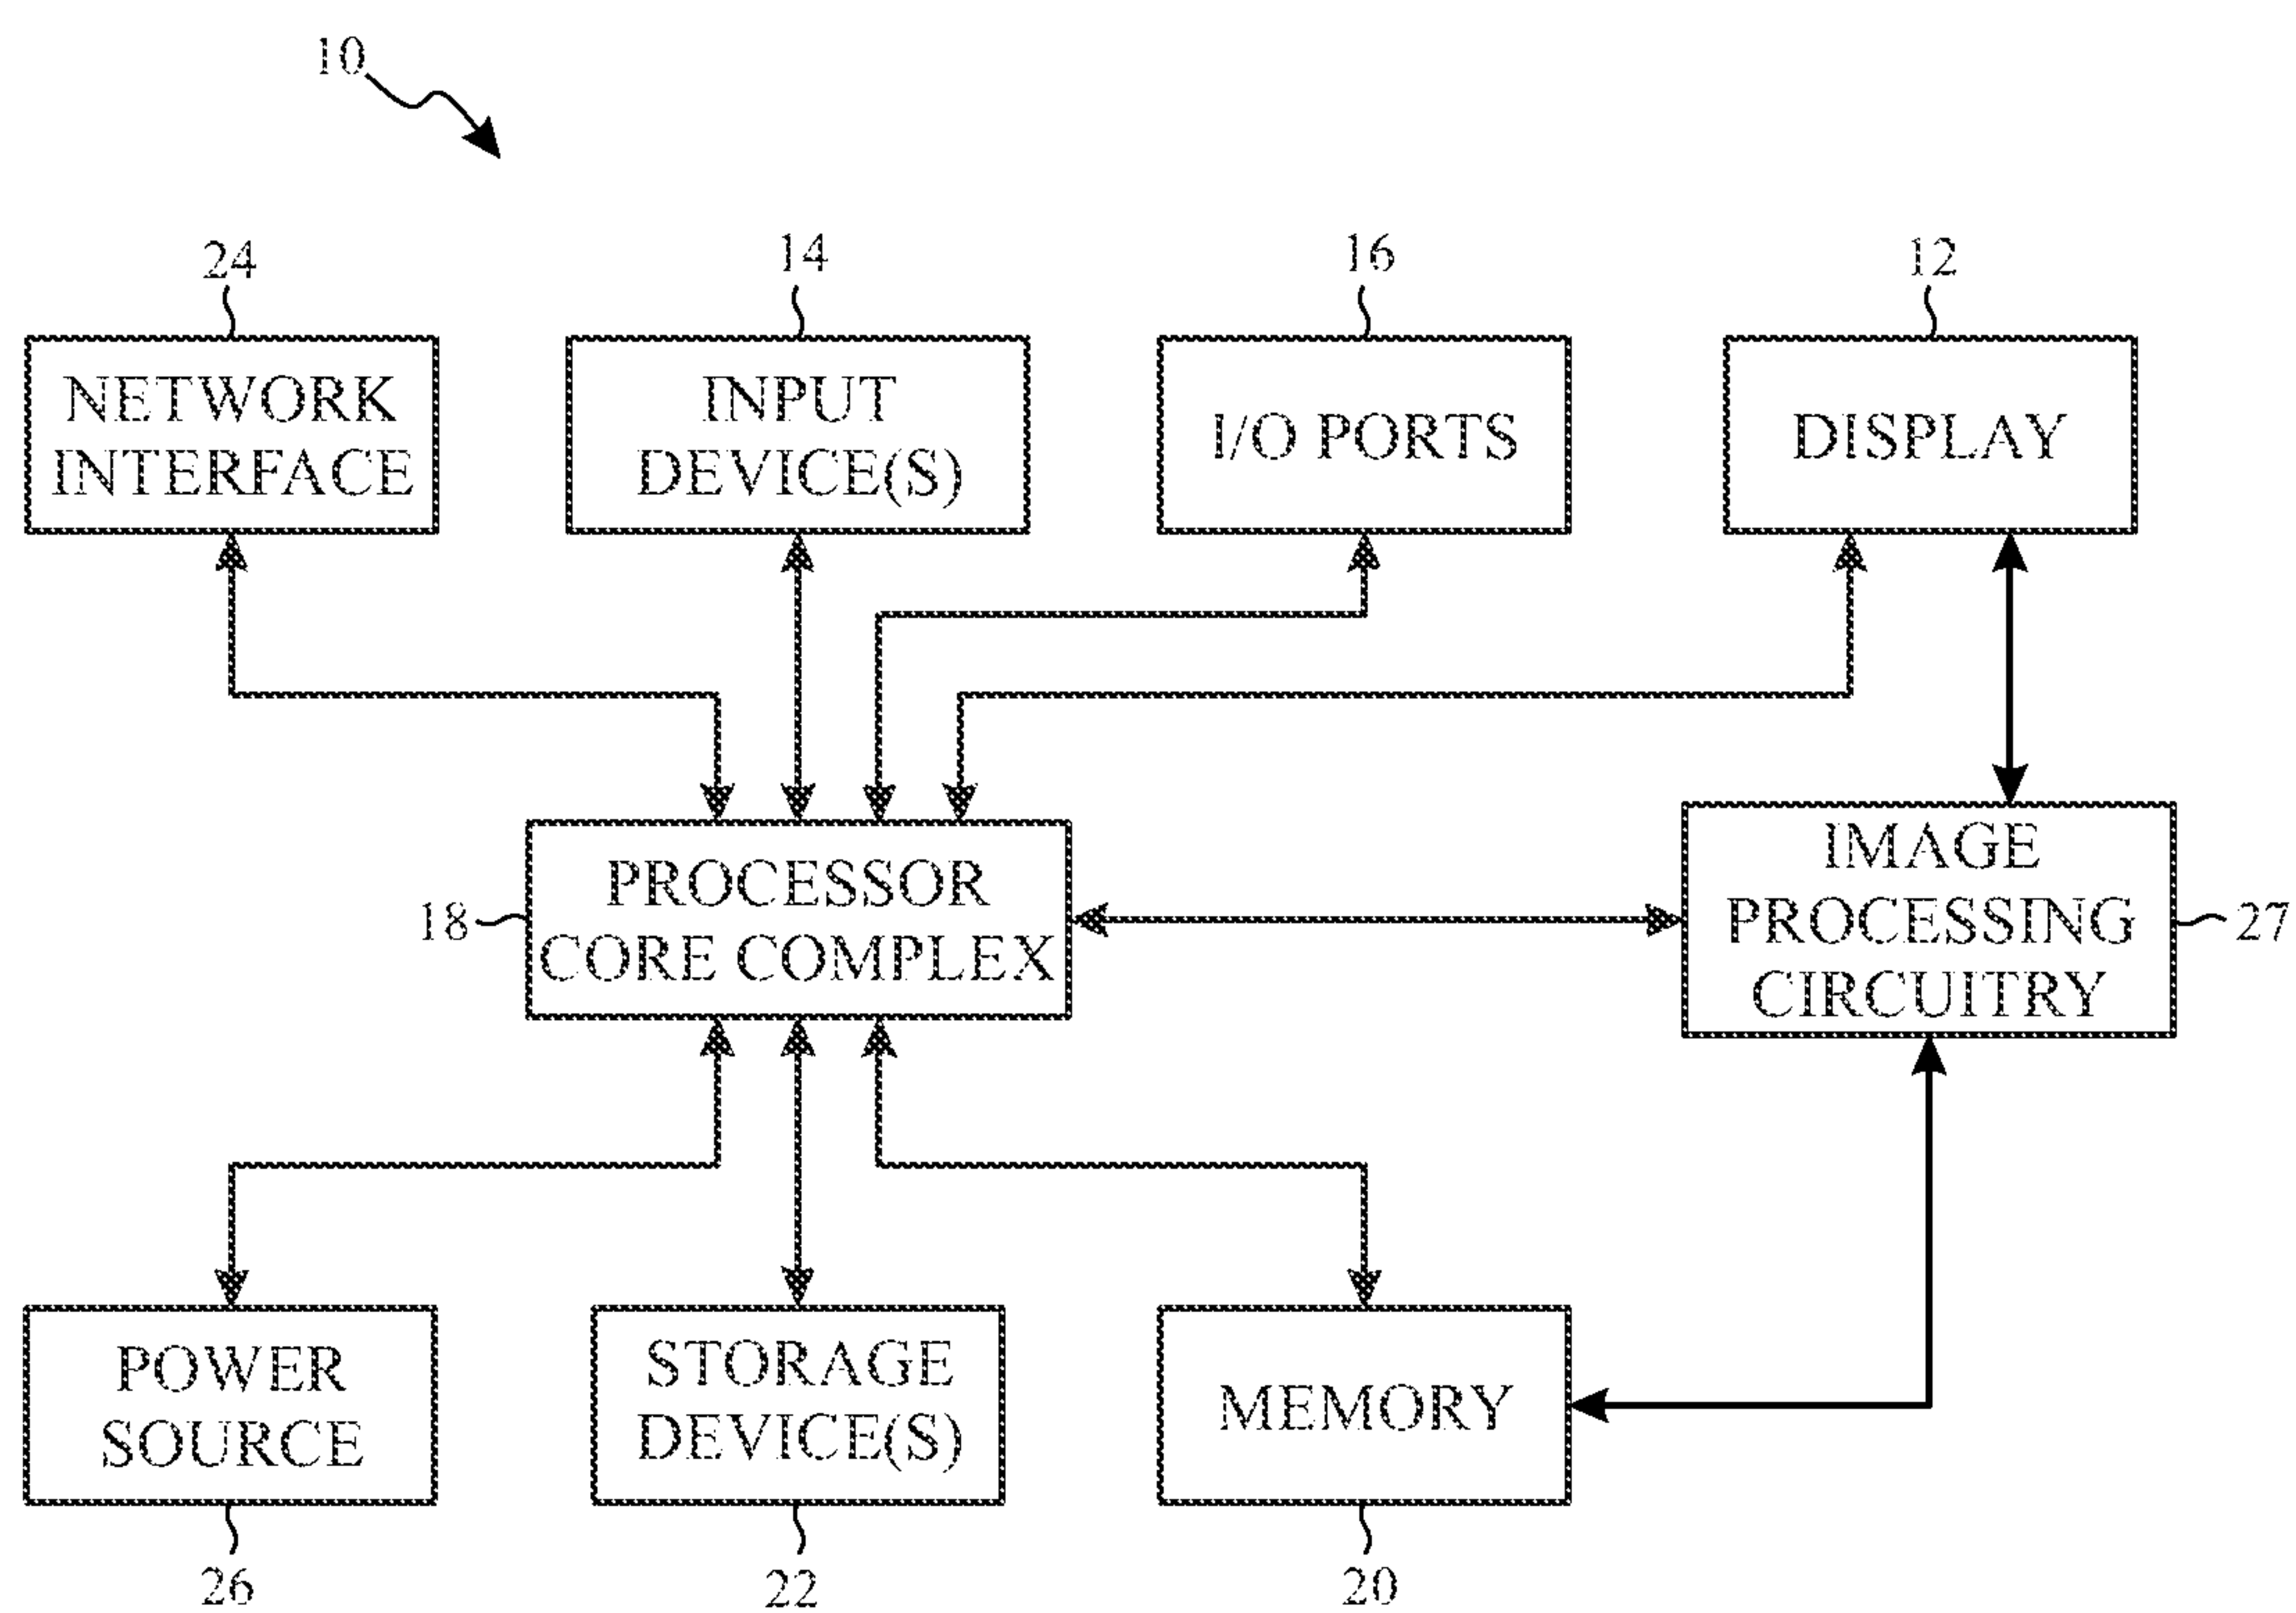 10
24
14
16
12
NETWORK
INTERFACE
INPUT
DEVICE(S)
I/O PORTS
DISPLAY
18
PROCESSOR
CORE COMPLEX
IMAGE
PROCESSING
CIRCUITRY
27
POWER
SOURCE
STORAGE
DEVICE(S)
MEMORY
26
22
20